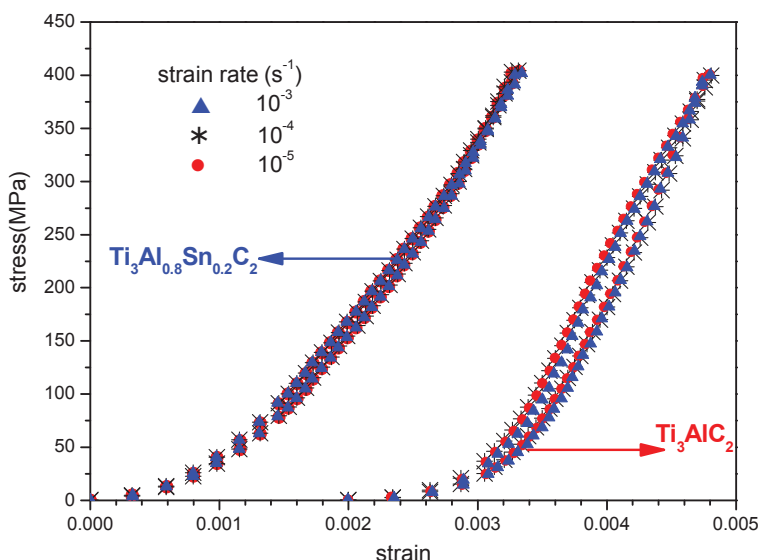 450
400
350
300
250
200
150
100
50
0
stress(MPa)
strain rate (s⁻¹)
10⁻³
10⁻⁴
10⁻⁵
Ti₃Al₀.₈Sn₀.₂C₂
Ti₃AlC₂
0.000 0.001 0.002 0.003 0.004 0.005
strain